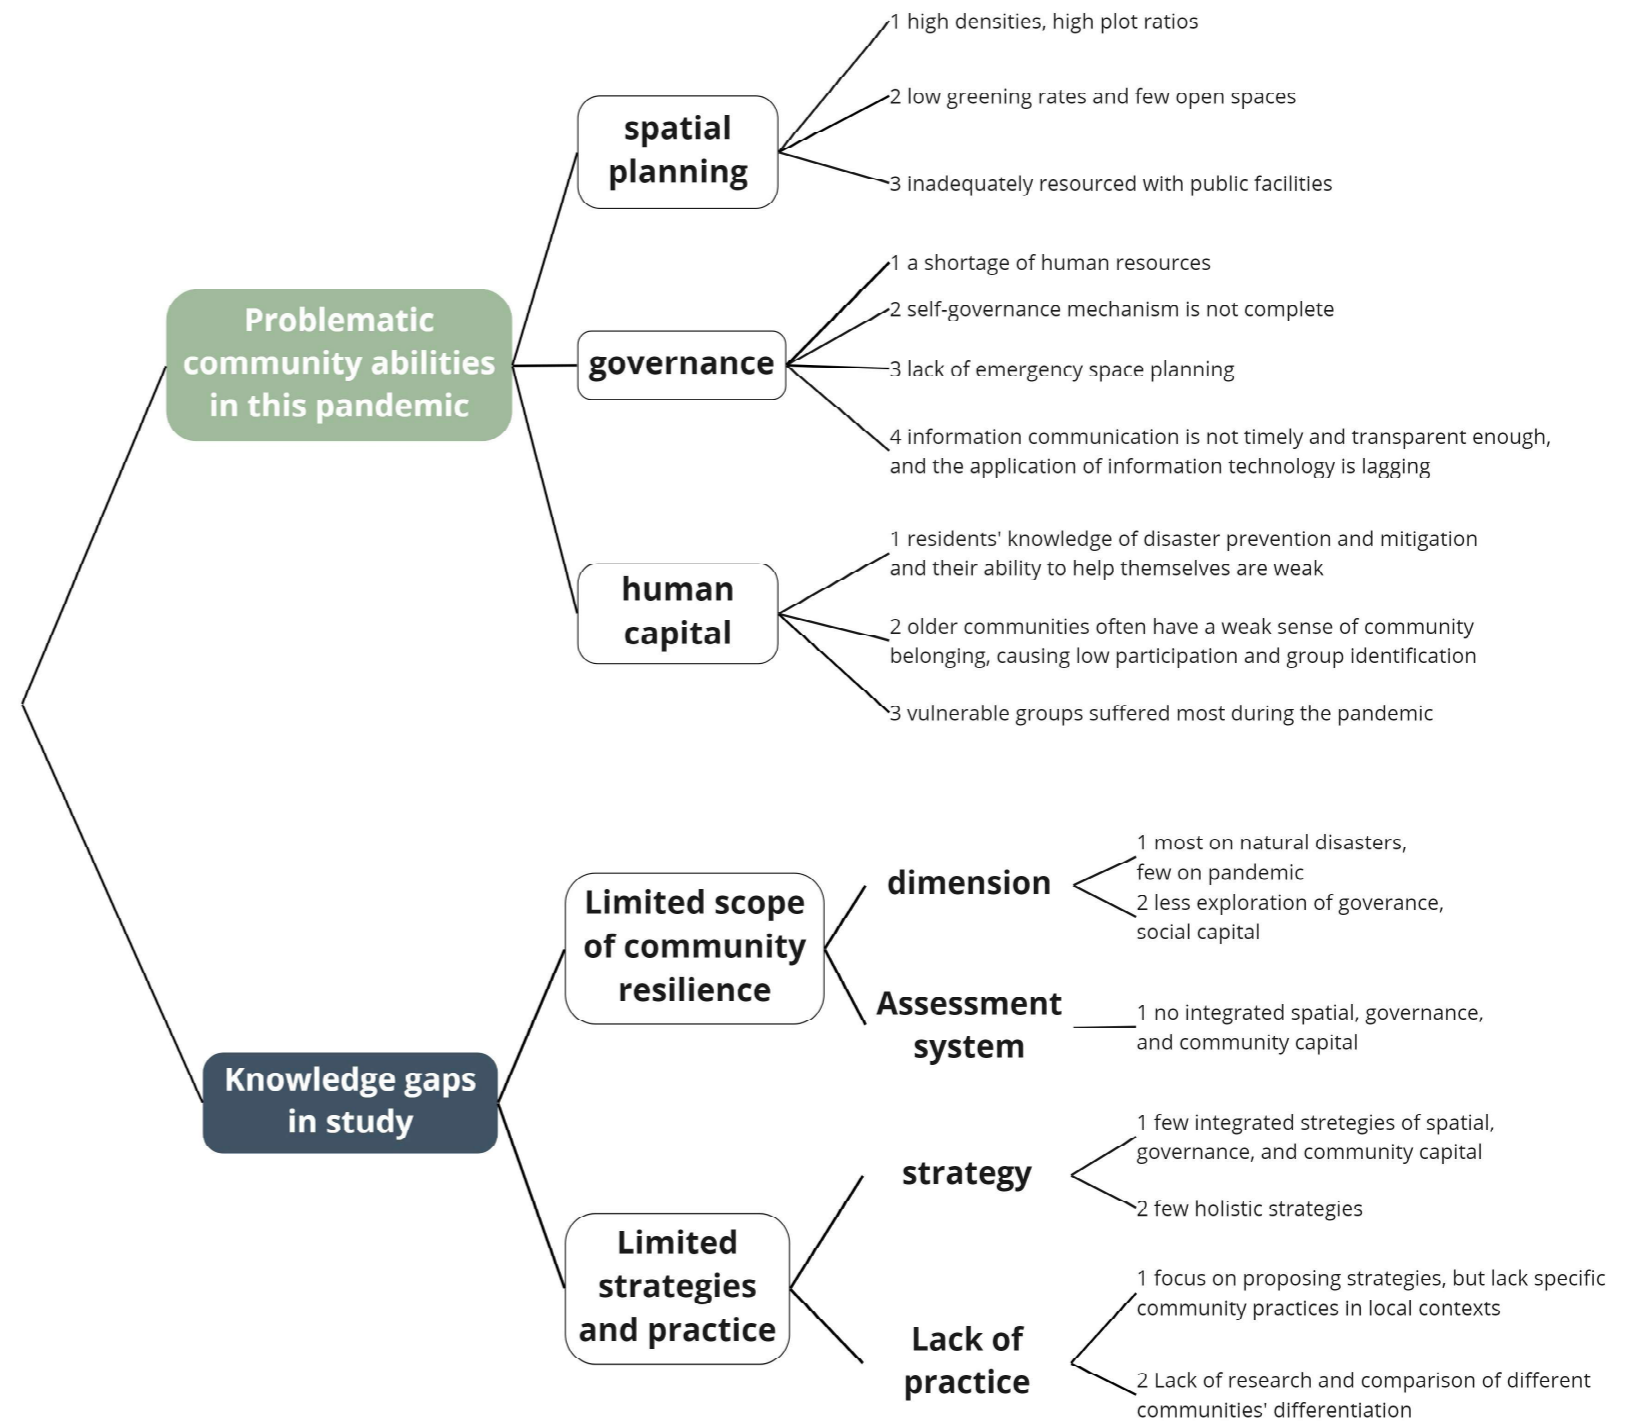 Problematic
community abilities
in this pandemic
spatial
planning
1 high densities, high plot ratios
2 low greening rates and few open spaces
3 inadequately resourced with public facilities
governance
1 a shortage of human resources
2 self-governance mechanism is not complete
3 lack of emergency space planning
4 information communication is not timely and transparent enough,
and the application of information technology is lagging
human
capital
1 residents' knowledge of disaster prevention and mitigation
and their ability to help themselves are weak
2 older communities often have a weak sense of community
belonging, causing low participation and group identification
3 vulnerable groups suffered most during the pandemic
Knowledge gaps
in study
Limited scope
of community
resilience
dimension
1 most on natural disasters,
few on pandemic
2 less exploration of goverance,
social capital
Assessment
system
1 no integrated spatial, governance,
and community capital
Limited
strategies
and practice
strategy
1 few integrated stretegies of spatial,
governance, and community capital
2 few holistic strategies
Lack of
practice
1 focus on proposing strategies, but lack specific
community practices in local contexts
2 Lack of research and comparison of different
communities' differentiation